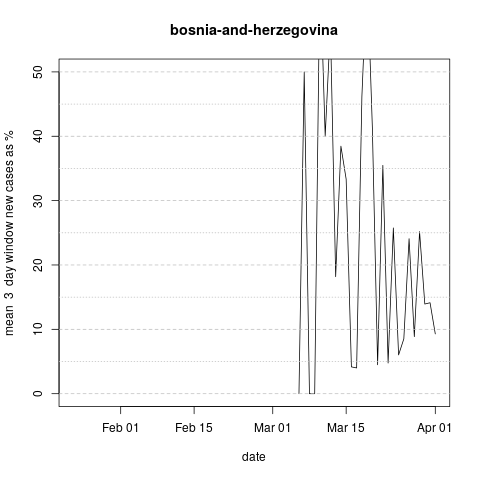 bosnia-and-herzegovina
mean 3 day window new cases as %
50
40
30
20
10
0
Feb 01 Feb 15 Mar 01 Mar 15 Apr 01
date